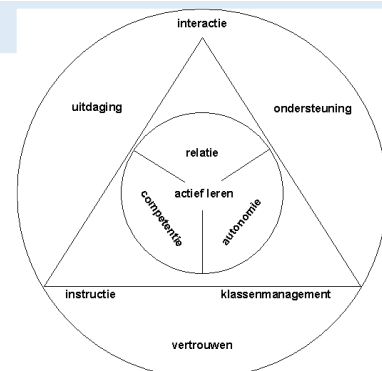 interactie
uitdaging
ondersteuning
relatie
actief leren
competentie
autonomie
instructie
klassenmanagement
vertrouwen